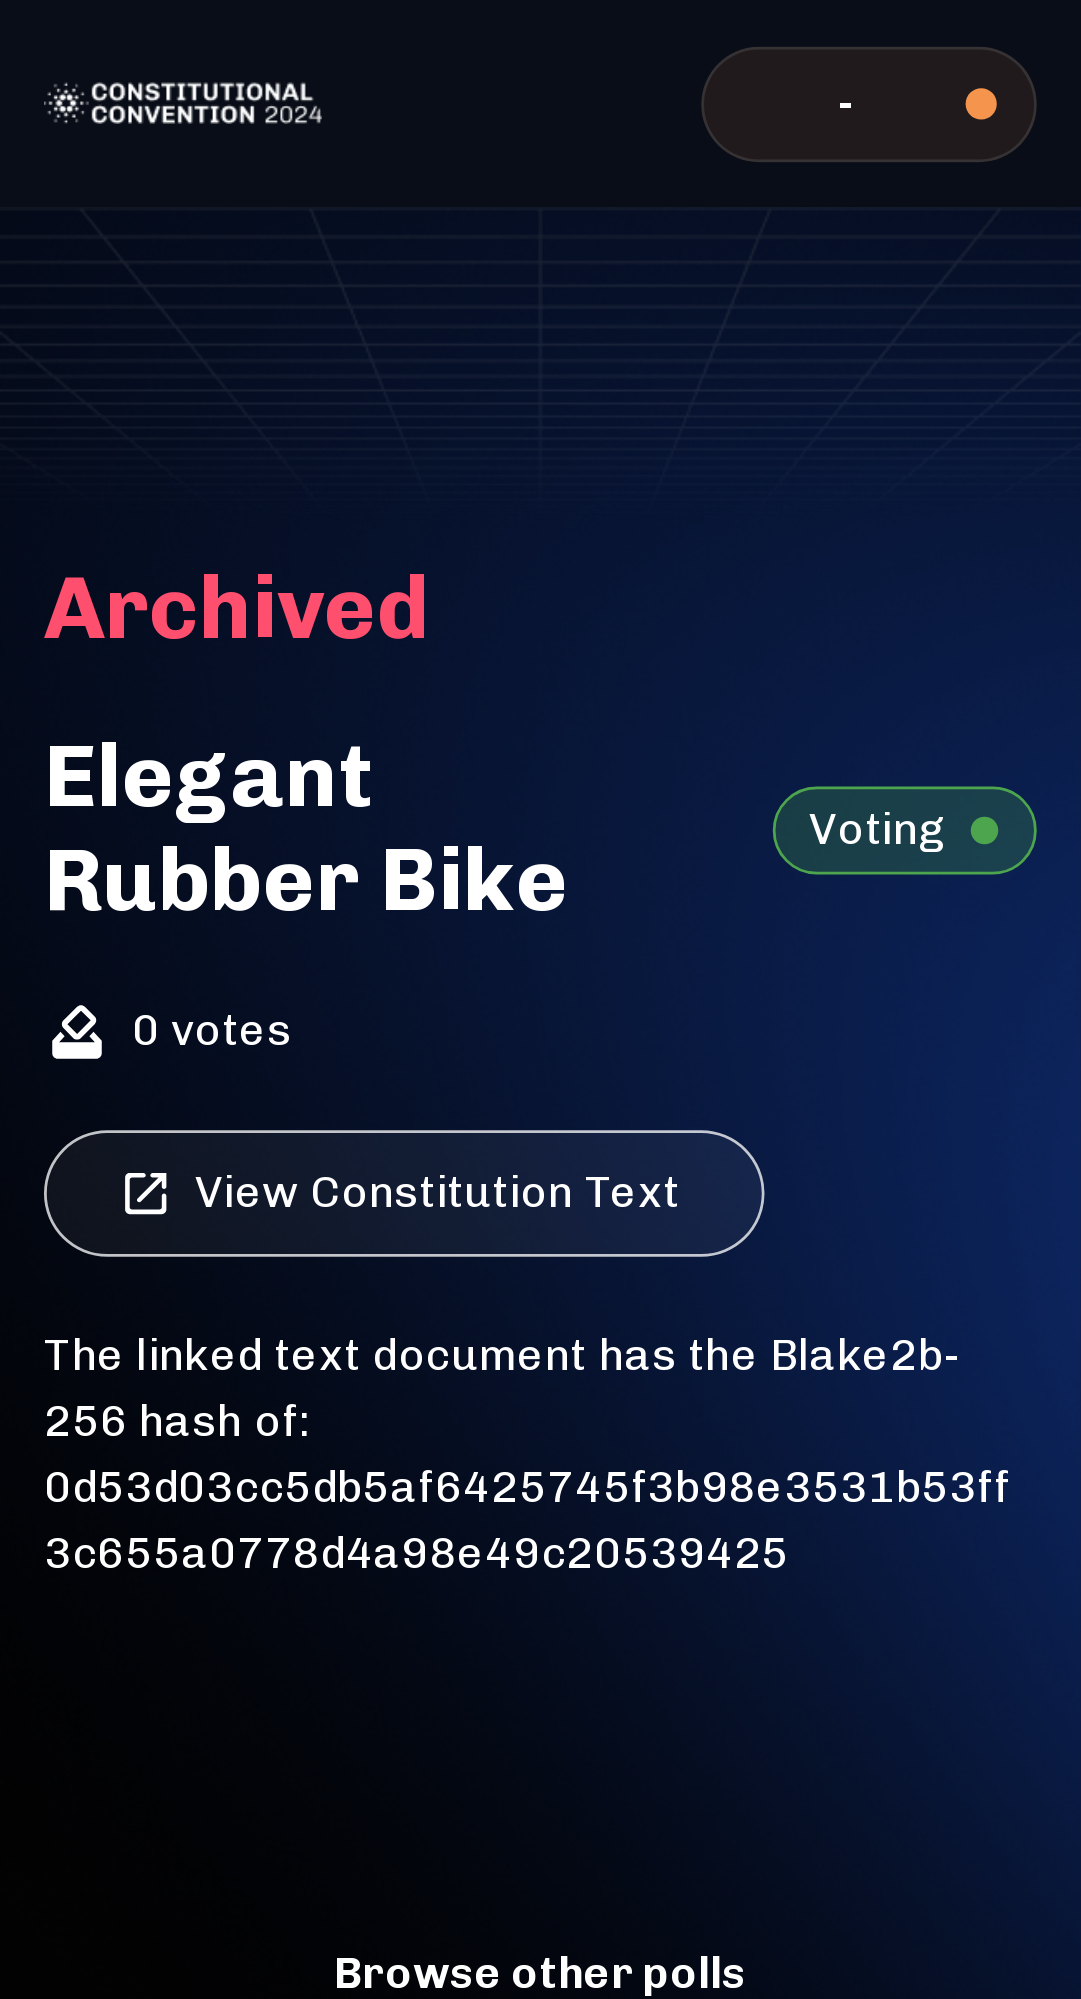 CONSTITUTIONAL
CONVENTION 2024
-
Archived
Elegant
Rubber Bike
Voting
0 votes
View Constitution Text
The linked text document has the Blake2b-
256 hash of:
0d53d03cc5db5af6425745f3b98e3531b53ff
3c655a0778d4a98e49c20539425
Browse other polls